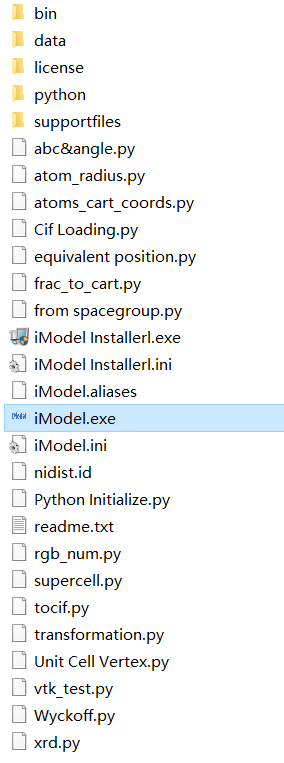 bin
data
license
python
supportfiles
abc&angle.py
atom_radius.py
atoms_cart_coords.py
Cif Loading.py
equivalent position.py
frac_to_cart.py
from spacegroup.py
iModel Installerl.exe
iModel Installerl.ini
iModel.aliases
iModel.exe
iModel.ini
nidist.id
Python Initialize.py
readme.txt
rgb_num.py
supercell.py
tocif.py
transformation.py
Unit Cell Vertex.py
vtk_test.py
Wyckoff.py
xrd.py